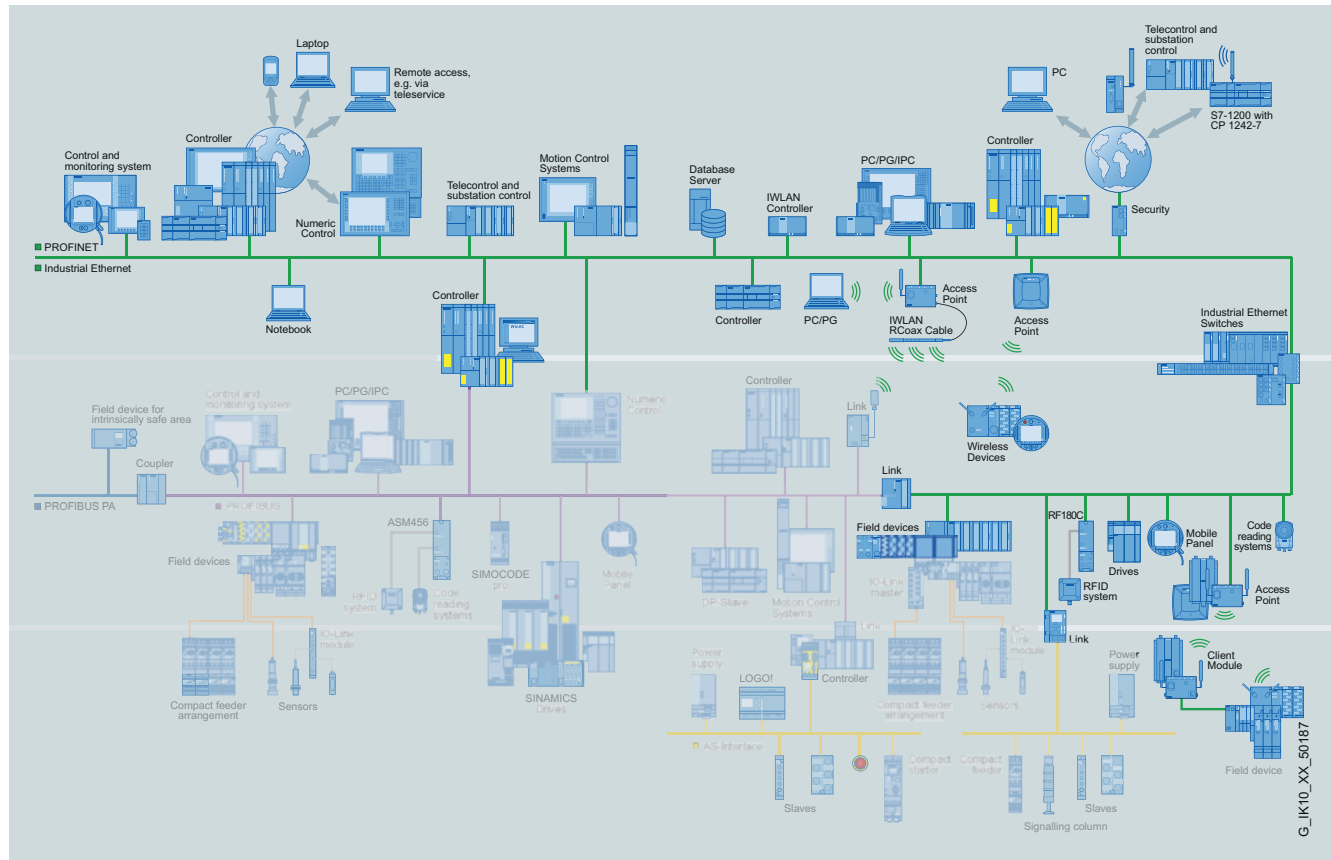 Laptop
Remote access,
e.g. via
teleservice
Controller
Control and
monitoring system
Numeric
Control
Telecontrol and
substation control
Motion Control
Systems
Database
Server
IWLAN
Controller
PC/PG/IPC
Controller
PC
Telecontrol and
substation
control
S7-1200 with
CP 1242-7
Security
PROFINET
Industrial Ethernet
Notebook
Controller
WinAC
Controller
PC/PG
Access
Point
IWLAN
RCoax Cable
Access
Point
Industrial Ethernet
Switches
Field device for
intrinsically safe area
Coupler
Control and
monitoring system
PC/PG/IPC
Numeric
Control
Controller
Link
Wireless
Devices
Link
PROFIBUS PA
PROFIBUS
Field devices
ASM456
RFID
system
Code
reading
systems
SIMOCODE
pro
Mobile
Panel
DP-Slave
Motion Control
Systems
Field devices
IO-Link
master
RF180C
RFID
system
Drives
Mobile
Panel
Code
reading
systems
Access
Point
Compact feeder
arrangement
IO-Link
module
Sensors
SINAMICS
Drives
Power
supply
LOGO!
Link
Controller
Compact feeder
arrangement
IO-
Link
module
Sensors
Link
Power
supply
Client
Module
Field device
AS-Interface
Slaves
Compact
starter
Compact
feeder
Signalling column
Slaves
G_IK10_XX_50187